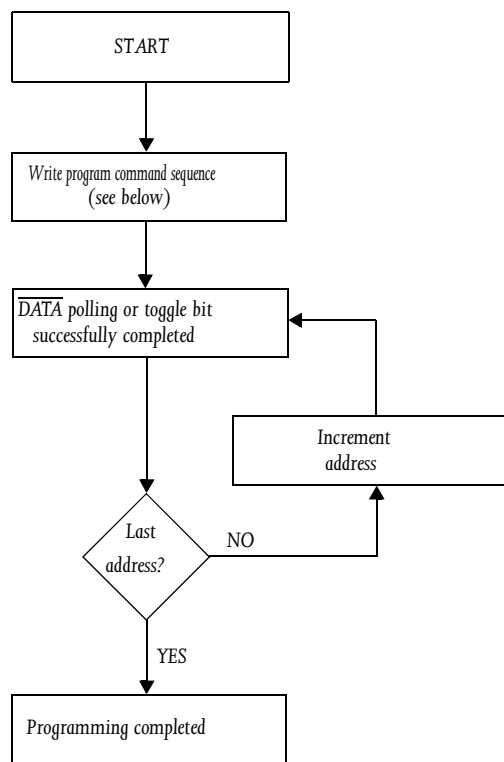 START
Write program command sequence
(see below)
DATA polling or toggle bit
successfully completed
Increment
address
Last
address?
NO
YES
Programming completed